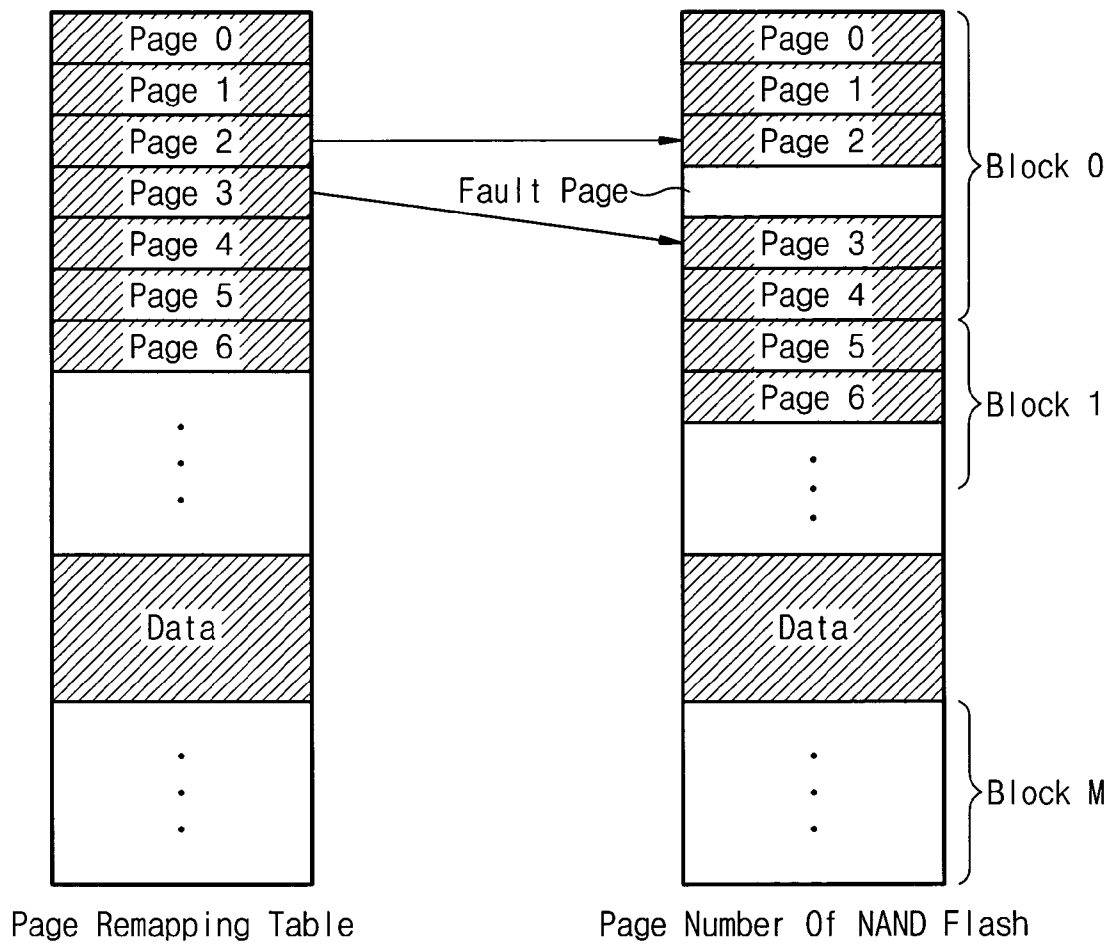 Page 0
Page 1
Page 2
Page 3
Page 4
Page 5
Page 6
Data
Page Remapping Table
Fault Page
Page 0
Page 1
Page 2
Page 3
Page 4
Page 5
Page 6
Data
Page Number Of NAND Flash
Block 0
Block 1
Block M